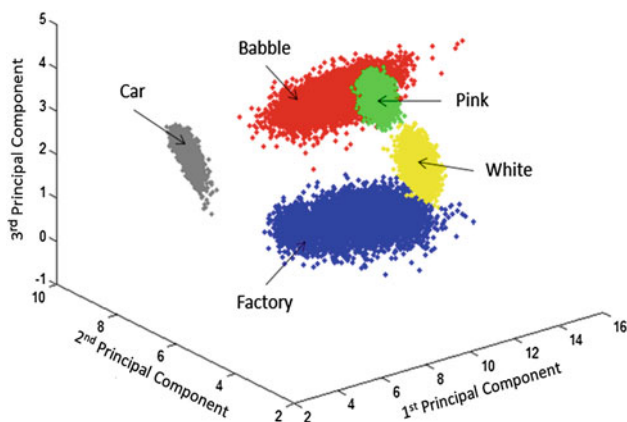 5
4
3
2
1
0
-1
3rd Principal Component
Babble
Car
Pink
White
Factory
10
8
6
4
2
2nd Principal Component
2
4
6
8
10
12
14
16
1st Principal Component